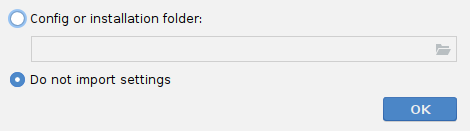 Config or installation folder:
Do not import settings
OK